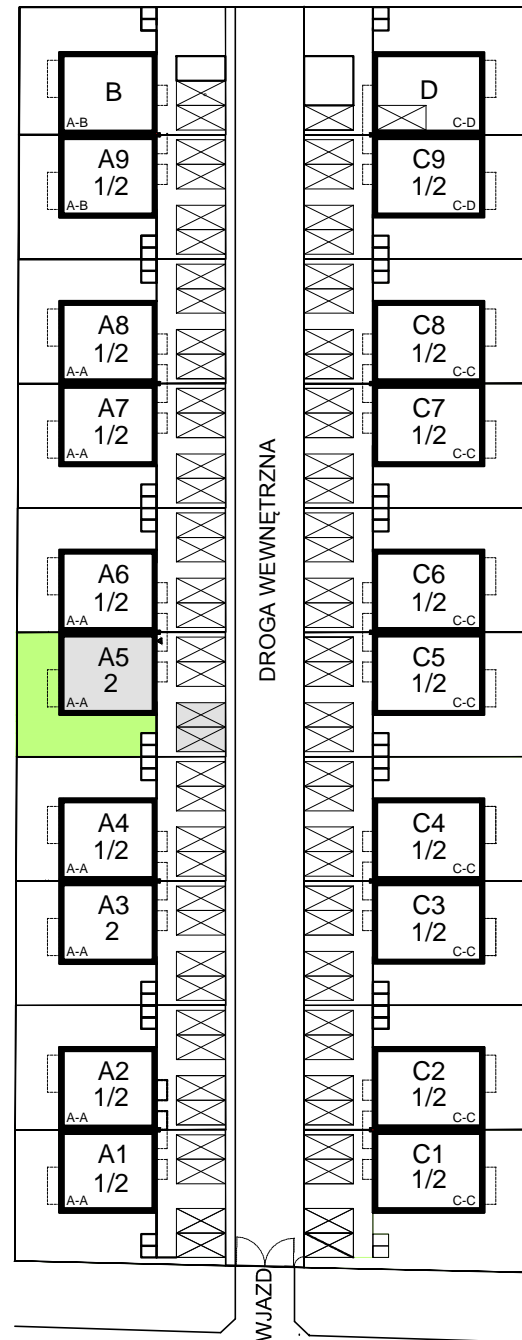 B
A-B
D
C-D
A9
1/2
A-B
C9
1/2
C-D
A8
1/2
A-A
C8
1/2
C-C
A7
1/2
C7
1/2
DROGA WEWNĘTRZNA
A6
1/2
A-A
C6
1/2
C-C
A5
2
A-A
C5
1/2
A4
1/2
A-A
C4
1/2
C-C
A3
2
A-A
C3
1/2
C-C
A2
1/2
A-A
C2
1/2
C-C
A1
1/2
A-A
C1
1/2
C-C
WJAZD